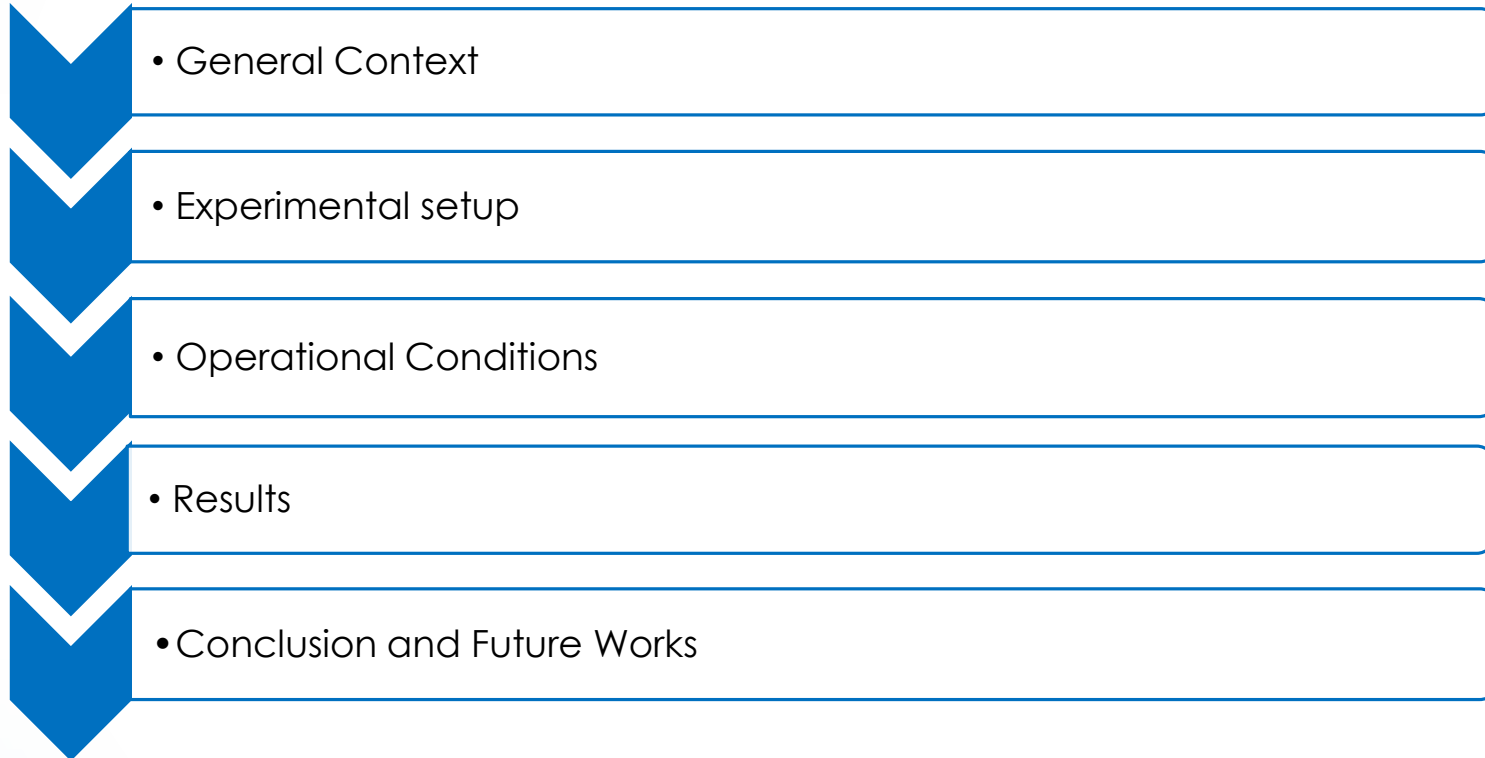 • General Context
• Experimental setup
• Operational Conditions
• Results
•Conclusion and Future Works